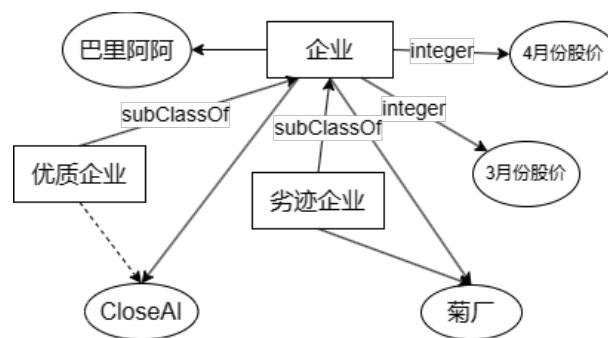 巴里阿阿
企业
integer
4月份股价
subClassOf
integer
subClassOf
优质企业
劣迹企业
3月份股价
CloseAI
菊厂